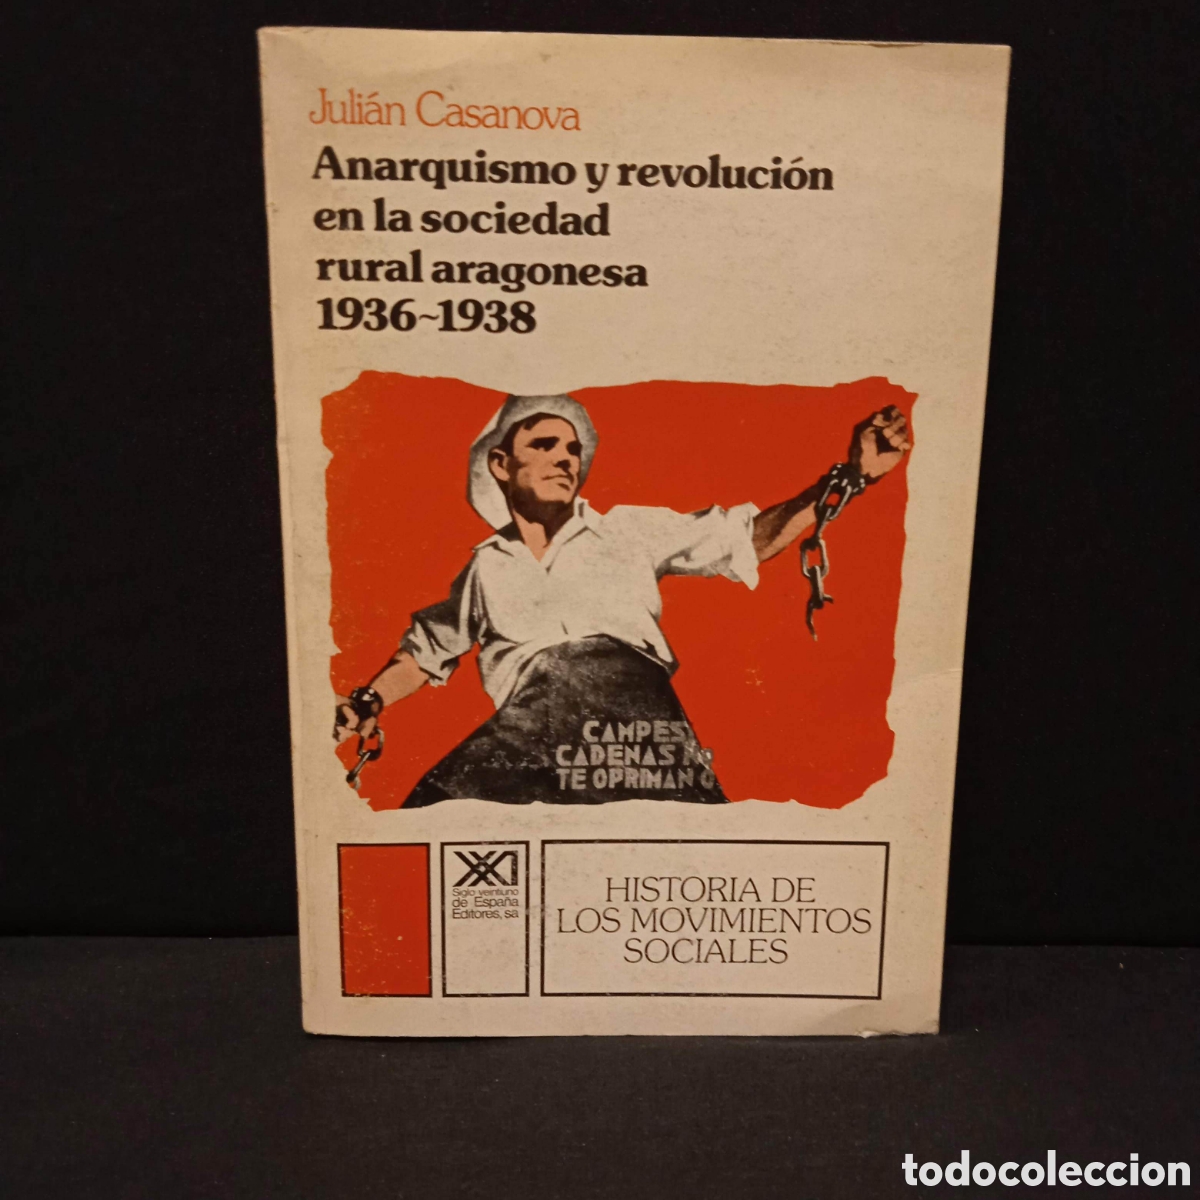 Julián Casanova
Anarquismo y revolución
en la sociedad
rural aragonesa
1936~1938
CAMPES
CADENAS
TE OPRIMAN
XXI
Siglo veintiuno
de España
Editores, sa
HISTORIA DE
LOS MOVIMIENTOS
SOCIALES
todocoleccion